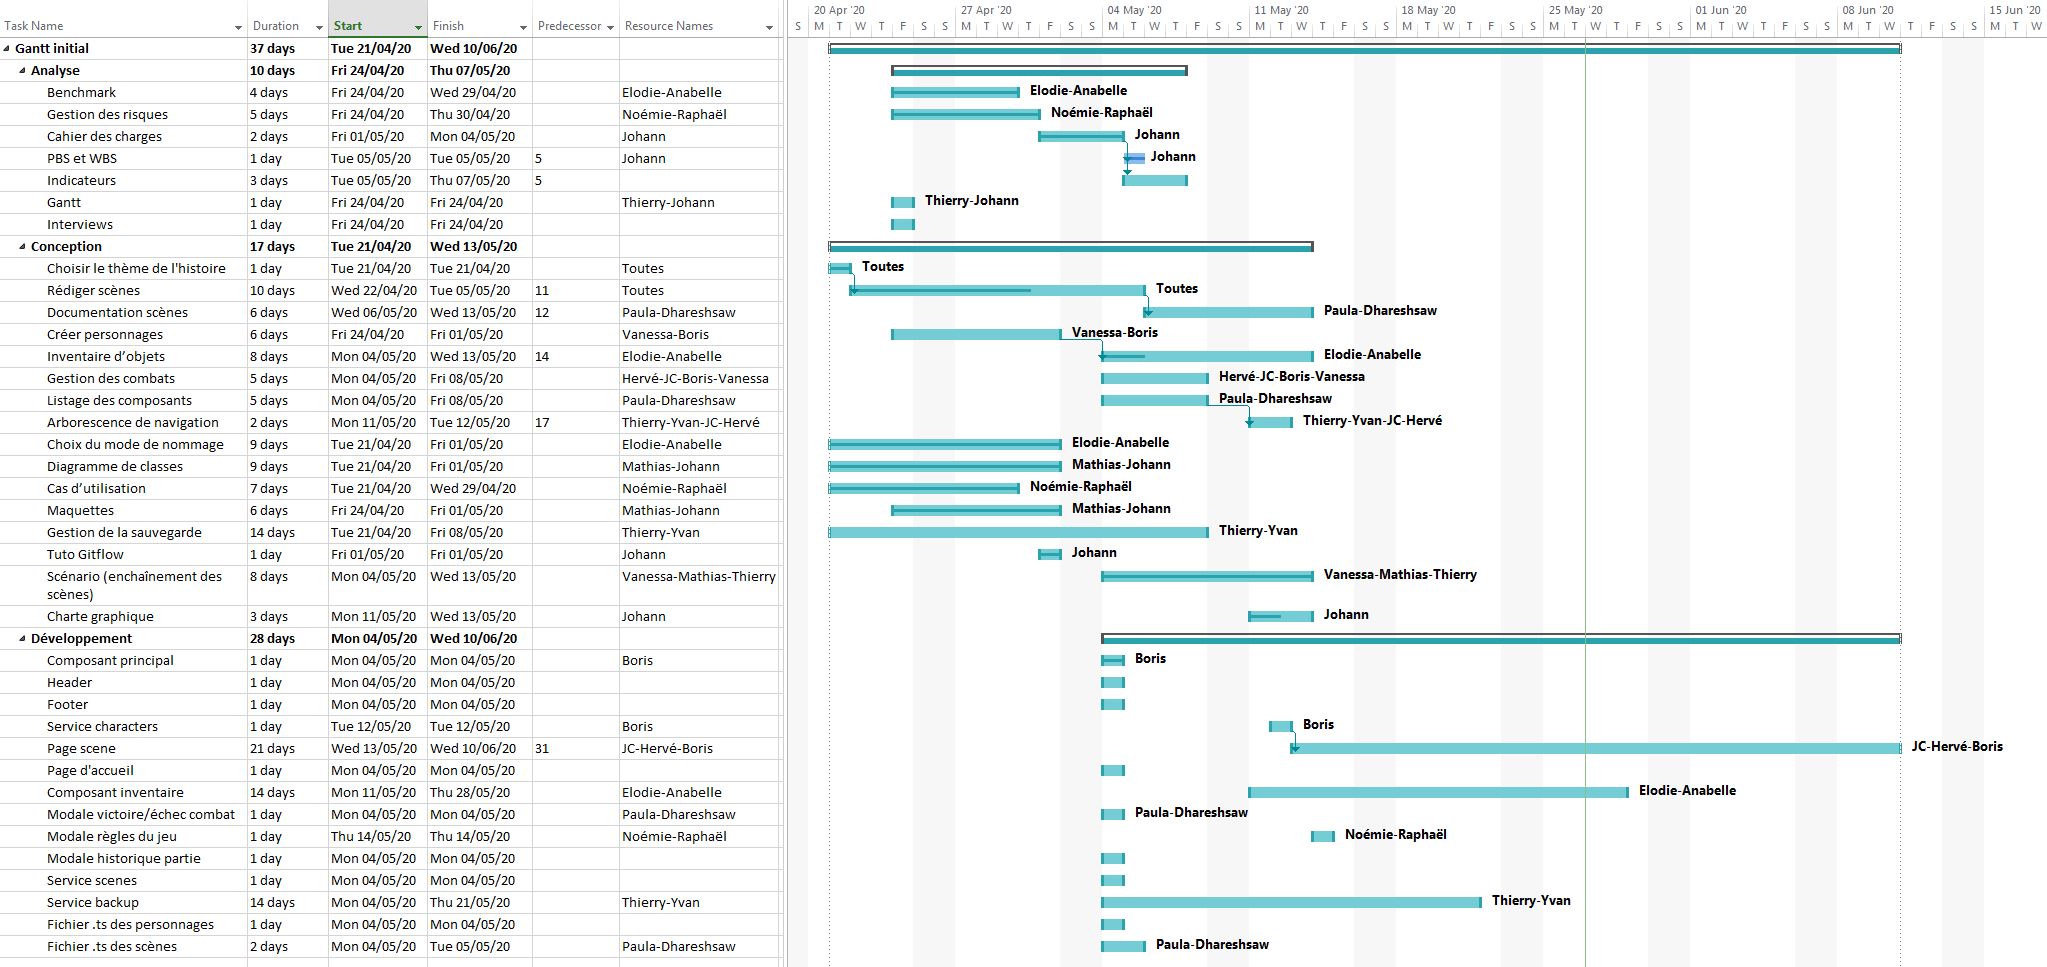 Task Name Duration Start Finish Predecessor Resource Names
20 Apr '20 27 Apr '20 04 May '20 11 May '20 18 May '20 25 May '20 01 Jun '20 08 Jun '20 15 Jun '20
S M T W T F S S M T W T F S S M T W T F S S M T W T F S S M T W T F S S M T W T F S S M T W T F S S M T W T F S S M T W
Gantt initial 37 days Tue 21/04/20 Wed 10/06/20
Analyse 10 days Fri 24/04/20 Thu 07/05/20
Benchmark 4 days Fri 24/04/20 Wed 29/04/20 Elodie-Anabelle Elodie-Anabelle
Gestion des risques 5 days Fri 24/04/20 Thu 30/04/20 Noémie-Raphaël Noémie-Raphaël
Cahier des charges 2 days Fri 01/05/20 Mon 04/05/20 Johann Johann
PBS et WBS 1 day Tue 05/05/20 Tue 05/05/20 5 Johann Johann
Indicateurs 3 days Tue 05/05/20 Thu 07/05/20 5
Gantt 1 day Fri 24/04/20 Fri 24/04/20 Thierry-Johann Thierry-Johann
Interviews 1 day Fri 24/04/20 Fri 24/04/20
Conception 17 days Tue 21/04/20 Wed 13/05/20
Choisir le thème de l'histoire 1 day Tue 21/04/20 Tue 21/04/20 Toutes Toutes
Rédiger scènes 10 days Wed 22/04/20 Tue 05/05/20 11 Toutes Toutes
Documentation scènes 6 days Wed 06/05/20 Wed 13/05/20 12 Paula-Dhareshsaw Paula-Dhareshsaw
Créer personnages 6 days Fri 24/04/20 Fri 01/05/20 Vanessa-Boris Vanessa-Boris
Inventaire d’objets 8 days Mon 04/05/20 Wed 13/05/20 14 Elodie-Anabelle Elodie-Anabelle
Gestion des combats 5 days Mon 04/05/20 Fri 08/05/20 Hervé-JC-Boris-Vanessa Hervé-JC-Boris-Vanessa
Listage des composants 5 days Mon 04/05/20 Fri 08/05/20 Paula-Dhareshsaw Paula-Dhareshsaw
Arborescence de navigation 2 days Mon 11/05/20 Tue 12/05/20 17 Thierry-Yvan-JC-Hervé Thierry-Yvan-JC-Hervé
Choix du mode de nommage 9 days Tue 21/04/20 Fri 01/05/20 Elodie-Anabelle Elodie-Anabelle
Diagramme de classes 9 days Tue 21/04/20 Fri 01/05/20 Mathias-Johann Mathias-Johann
Cas d’utilisation 7 days Tue 21/04/20 Wed 29/04/20 Noémie-Raphaël Noémie-Raphaël
Maquettes 6 days Fri 24/04/20 Fri 01/05/20 Mathias-Johann Mathias-Johann
Gestion de la sauvegarde 14 days Tue 21/04/20 Fri 08/05/20 Thierry-Yvan Thierry-Yvan
Tuto Gitflow 1 day Fri 01/05/20 Fri 01/05/20 Johann Johann
Scénario (enchaînement des 8 days Mon 04/05/20 Wed 13/05/20 Vanessa-Mathias-Thierry Vanessa-Mathias-Thierry
scènes)
Charte graphique 3 days Mon 11/05/20 Wed 13/05/20 Johann Johann
Développement 28 days Mon 04/05/20 Wed 10/06/20
Composant principal 1 day Mon 04/05/20 Mon 04/05/20 Boris Boris
Header 1 day Mon 04/05/20 Mon 04/05/20
Footer 1 day Mon 04/05/20 Mon 04/05/20
Service characters 1 day Tue 12/05/20 Tue 12/05/20 Boris Boris
Page scene 21 days Wed 13/05/20 Wed 10/06/20 31 JC-Hervé-Boris JC-Hervé-Boris
Page d'accueil 1 day Mon 04/05/20 Mon 04/05/20
Composant inventaire 14 days Mon 11/05/20 Thu 28/05/20 Elodie-Anabelle Elodie-Anabelle
Modale victoire/échec combat 1 day Mon 04/05/20 Mon 04/05/20 Paula-Dhareshsaw Paula-Dhareshsaw
Modale règles du jeu 1 day Thu 14/05/20 Thu 14/05/20 Noémie-Raphaël Noémie-Raphaël
Modale historique partie 1 day Mon 04/05/20 Mon 04/05/20
Service scenes 1 day Mon 04/05/20 Mon 04/05/20
Service backup 14 days Mon 04/05/20 Thu 21/05/20 Thierry-Yvan Thierry-Yvan
Fichier .ts des personnages 1 day Mon 04/05/20 Mon 04/05/20
Fichier .ts des scènes 2 days Mon 04/05/20 Tue 05/05/20 Paula-Dhareshsaw Paula-Dhareshsaw